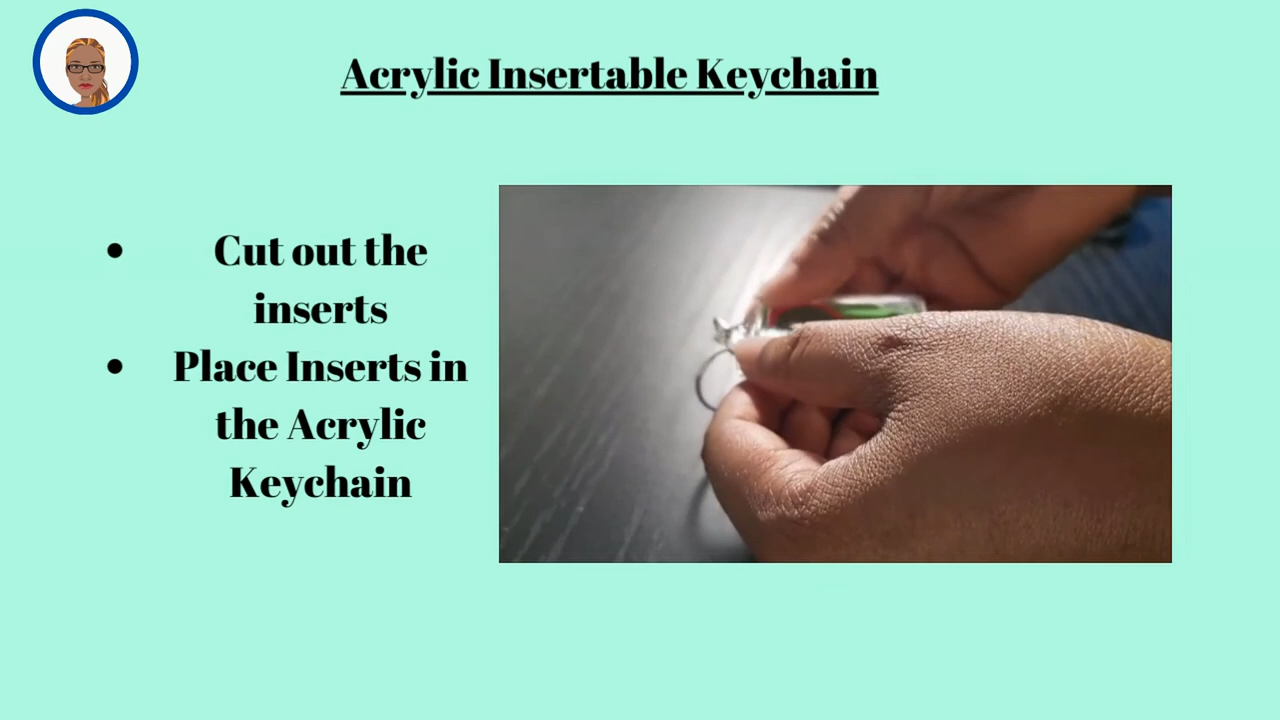 Acrylic Insertable Keychain
• Cut out the
inserts
• Place Inserts in
the Acrylic
Keychain